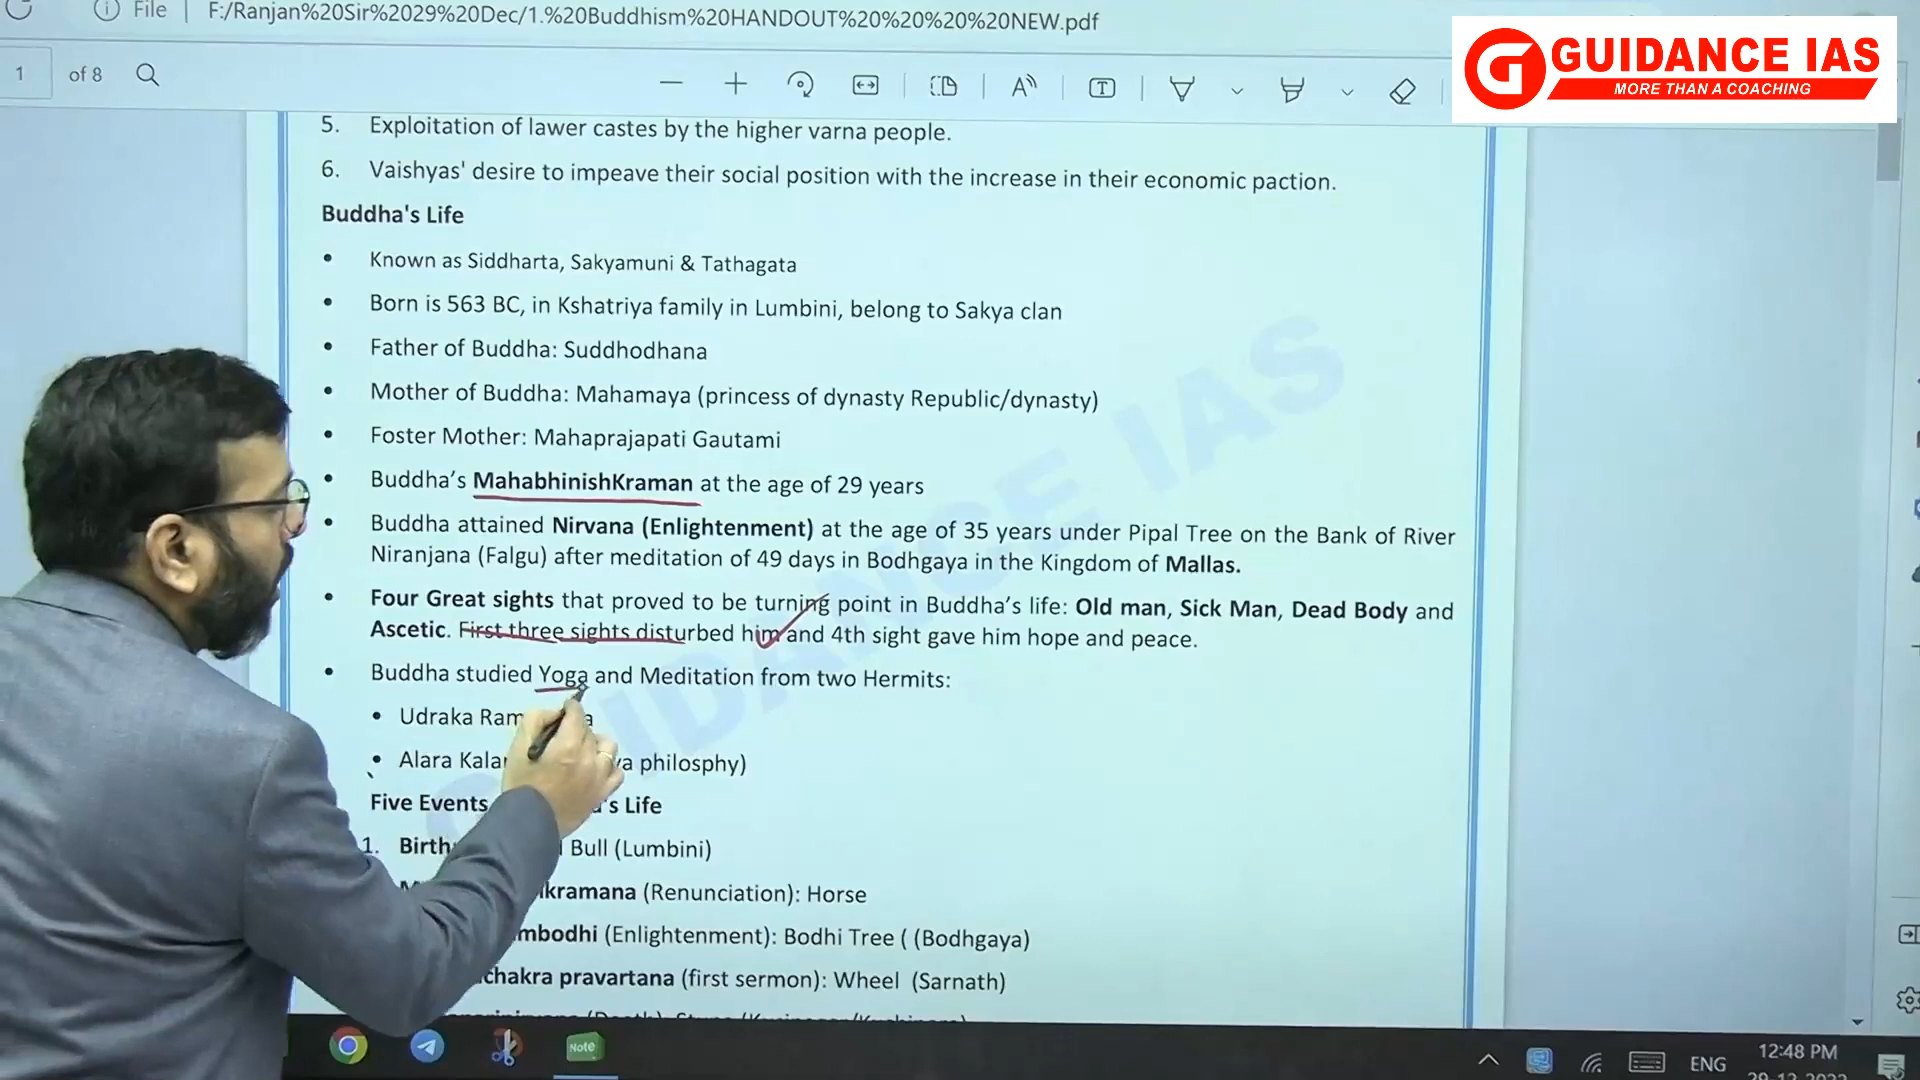 File | F:/Ranjan%20Sir%2029%20Dec/1.%20Buddhism%20HANDOUT%20%20%20%20NEW.pdf
GUIDANCE IAS
MORE THAN A COACHING
1 of 8
5. Exploitation of lawer castes by the higher varna people.
6. Vaishyas' desire to impeave their social position with the increase in their economic paction.
Buddha's Life
• Known as Siddharta, Sakyamuni & Tathagata
• Born is 563 BC, in Kshatriya family in Lumbini, belong to Sakya clan
• Father of Buddha: Suddhodhana
• Mother of Buddha: Mahamaya (princess of dynasty Republic/dynasty)
• Foster Mother: Mahaprajapati Gautami
• Buddha's MahabhinishKraman at the age of 29 years
• Buddha attained Nirvana (Enlightenment) at the age of 35 years under Pipal Tree on the Bank of River
Niranjana (Falgu) after meditation of 49 days in Bodhgaya in the Kingdom of Mallas.
• Four Great sights that proved to be turning point in Buddha's life: Old man, Sick Man, Dead Body and
Ascetic. First three sights disturbed him and 4th sight gave him hope and peace.
• Buddha studied Yoga and Meditation from two Hermits:
• Udraka
• Alara philosphy)
Five Events Life
1. Birth Bull (Lumbini)
(Renunciation): Horse
(Enlightenment): Bodhi Tree ( (Bodhgaya)
chakra pravartana (first sermon): Wheel (Sarnath)
GUIDANCE IAS
Note
ENG
12:48 PM